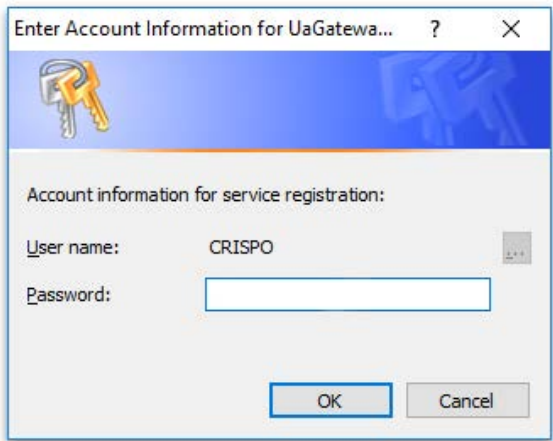 Enter Account Information for UaGatewa... ?
Account information for service registration:
User name: CRISPO ...
Password:
OK Cancel